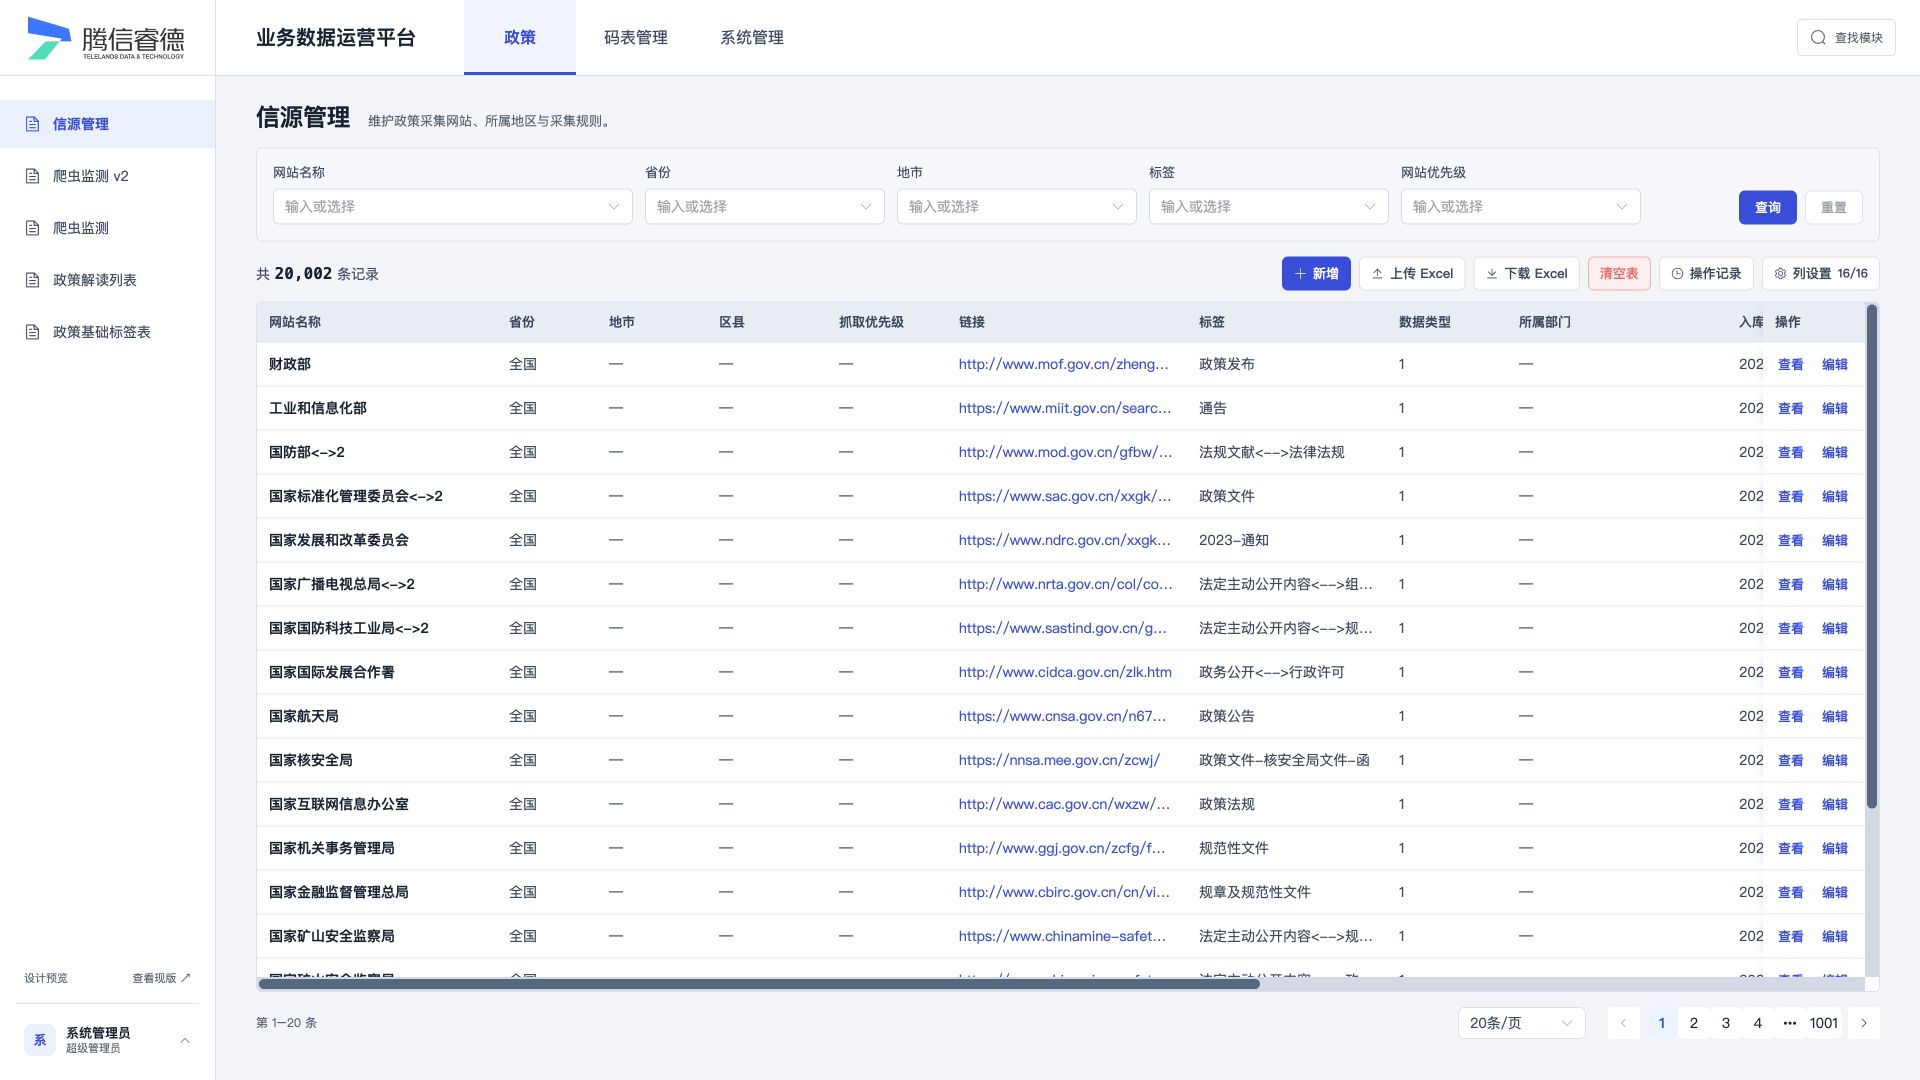 腾信睿德
TELELANDS DATA & TECHNOLOGY
业务数据运营平台
政策
码表管理
系统管理
查找模块
信源管理
爬虫监测 v2
爬虫监测
政策解读列表
政策基础标签表
设计预览
查看现版
系
系统管理员
超级管理员
信源管理
维护政策采集网站、所属地区与采集规则。
网站名称 省份 地市 标签 网站优先级
输入或选择 输入或选择 输入或选择 输入或选择 输入或选择 查询 重置
共 20,002 条记录
新增 上传 Excel 下载 Excel 清空表 操作记录 列设置 16/16
网站名称 省份 地市 区县 抓取优先级 链接 标签 数据类型 所属部门 入库 操作
财政部 全国 — — — http://www.mof.gov.cn/zheng... 政策发布 1 — 202 查看 编辑
工业和信息化部 全国 — — — https://www.miit.gov.cn/searc... 通告 1 — 202 查看 编辑
国防部<->2 全国 — — — http://www.mod.gov.cn/gfbw/... 法规文献<-->法律法规 1 — 202 查看 编辑
国家标准化管理委员会<->2 全国 — — — https://www.sac.gov.cn/xxgk/... 政策文件 1 — 202 查看 编辑
国家发展和改革委员会 全国 — — — https://www.ndrc.gov.cn/xxgk... 2023-通知 1 — 202 查看 编辑
国家广播电视总局<->2 全国 — — — http://www.nrta.gov.cn/col/co... 法定主动公开内容<-->组... 1 — 202 查看 编辑
国家国防科技工业局<->2 全国 — — — https://www.sastind.gov.cn/g... 法定主动公开内容<-->规... 1 — 202 查看 编辑
国家国际发展合作署 全国 — — — http://www.cidca.gov.cn/zlk.htm 政务公开<-->行政许可 1 — 202 查看 编辑
国家航天局 全国 — — — https://www.cnsa.gov.cn/n67... 政策公告 1 — 202 查看 编辑
国家核安全局 全国 — — — https://nnsa.mee.gov.cn/zcwj/ 政策文件-核安全局文件-函 1 — 202 查看 编辑
国家互联网信息办公室 全国 — — — http://www.cac.gov.cn/wxzw/... 政策法规 1 — 202 查看 编辑
国家机关事务管理局 全国 — — — http://www.ggj.gov.cn/zcfg/f... 规范性文件 1 — 202 查看 编辑
国家金融监督管理总局 全国 — — — http://www.cbirc.gov.cn/cn/vi... 规章及规范性文件 1 — 202 查看 编辑
国家矿山安全监察局 全国 — — — https://www.chinamine-safet... 法定主动公开内容<-->规... 1 — 202 查看 编辑
第 1-20 条
20条/页
1 2 3 4 ••• 1001